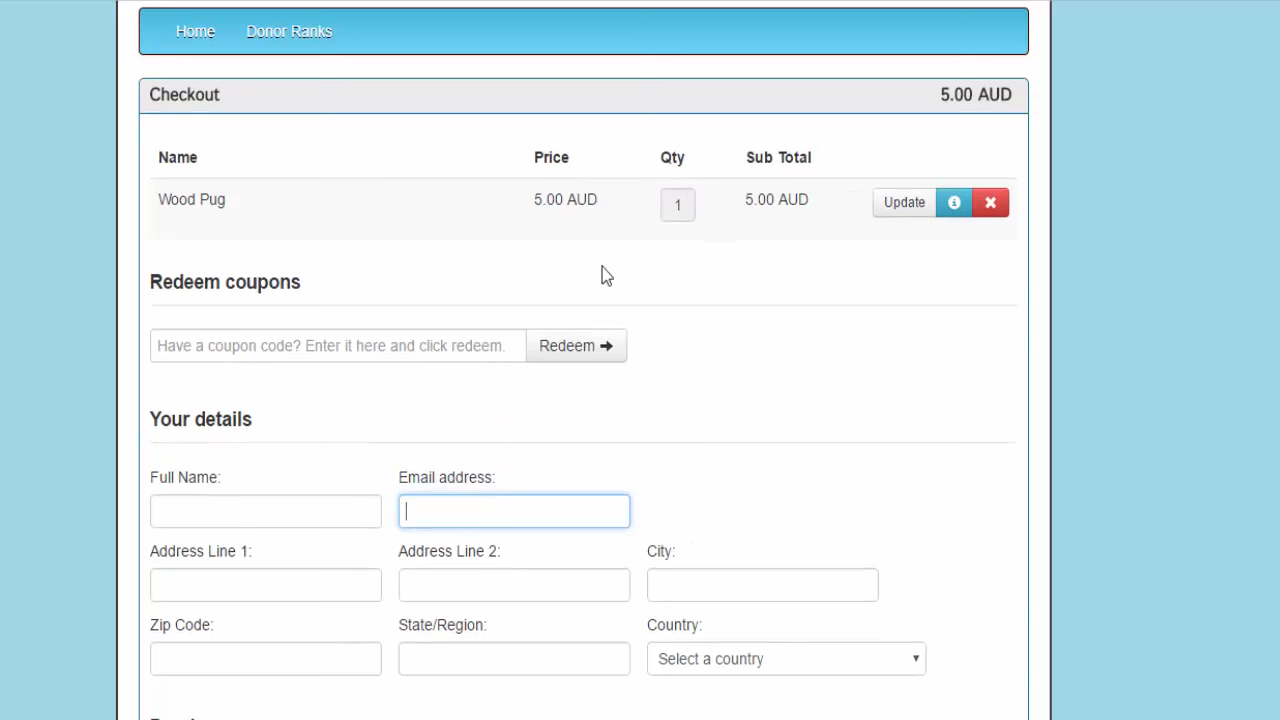 Home Donor Ranks
Checkout 5.00 AUD
Name Price Qty Sub Total
Wood Pug 5.00 AUD 1 5.00 AUD Update
Redeem coupons
Have a coupon code? Enter it here and click redeem. Redeem
Your details
Full Name: Email address:
Address Line 1: Address Line 2: City:
Zip Code: State/Region: Country:
Select a country